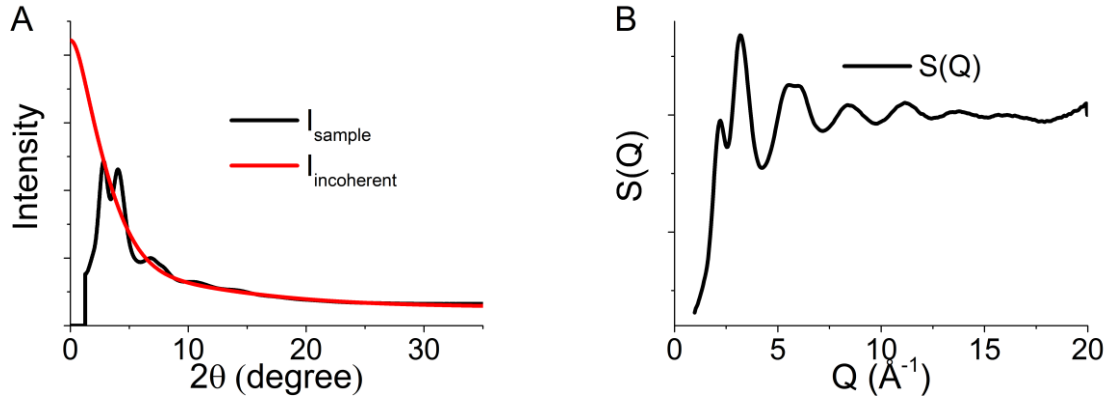 A
Intensity
I sample
I incoherent
0 10 20 30
2θ (degree)
B
S(Q)
S(Q)
0 5 10 15 20
Q (Å⁻¹)